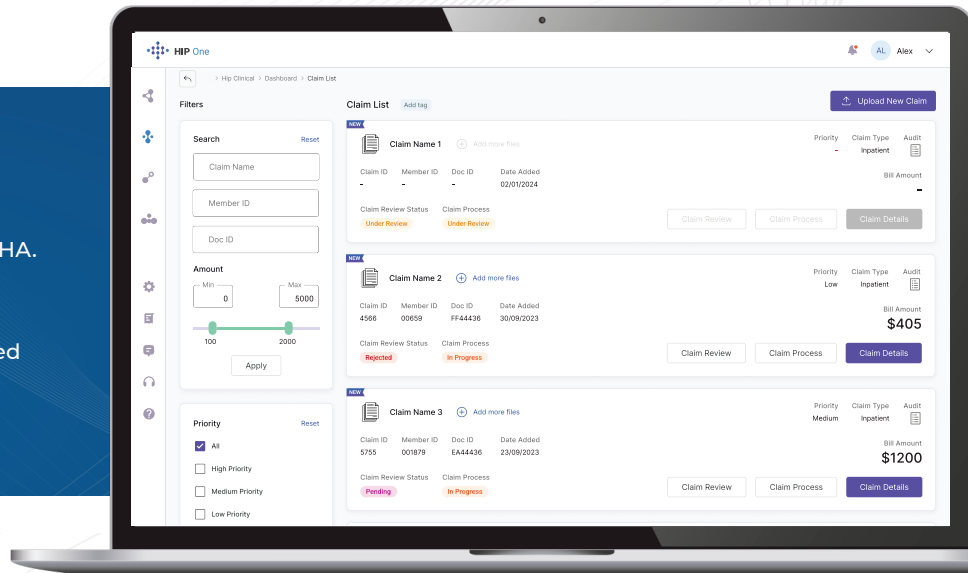 HA.
ed
HIP One
AL Alex
> Hip Clinical > Dashboard > Claim List
Filters
Claim List Add tag
Upload New Claim
Search Reset
Claim Name
Member ID
Doc ID
Amount
Min Max
0 5000
100 2000
Apply
Priority Reset
All
High Priority
Medium Priority
Low Priority
NEW
Claim Name 1 Add more files
Priority Claim Type Audit
- Inpatient
Claim ID Member ID Doc ID Date Added
- - - 02/01/2024
Bill Amount
-
Claim Review Status Claim Process
Under Review Under Review
Claim Review Claim Process Claim Details
NEW
Claim Name 2 Add more files
Priority Claim Type Audit
Low Inpatient
Claim ID Member ID Doc ID Date Added
4566 00659 FF44436 30/09/2023
Bill Amount
$405
Claim Review Status Claim Process
Rejected In Progress
Claim Review Claim Process Claim Details
NEW
Claim Name 3 Add more files
Priority Claim Type Audit
Medium Inpatient
Claim ID Member ID Doc ID Date Added
5755 001879 EA44436 23/09/2023
Bill Amount
$1200
Claim Review Status Claim Process
Pending In Progress
Claim Review Claim Process Claim Details